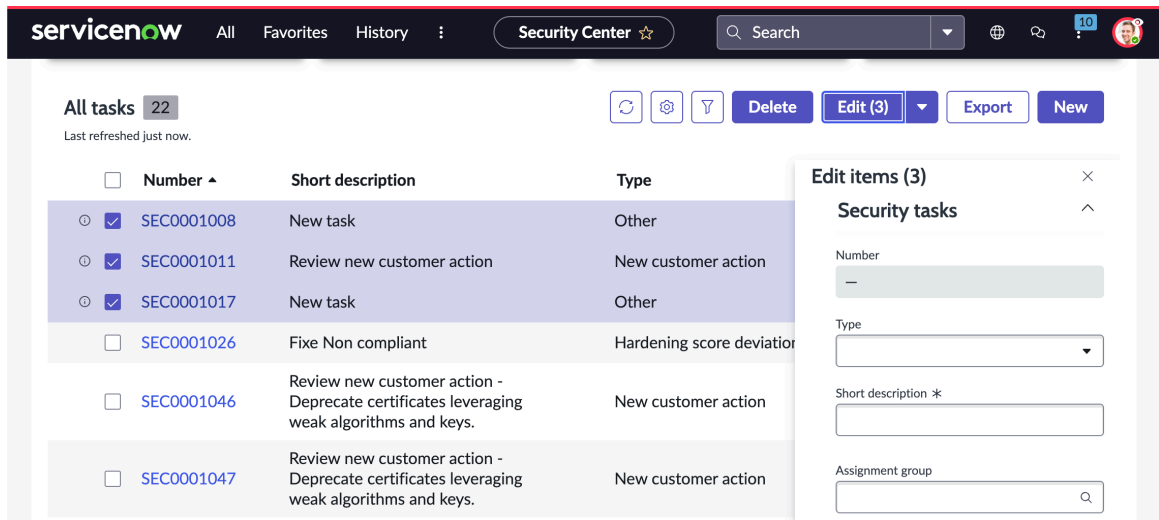 servicenow All Favorites History Security Center Search 10
All tasks 22 Delete Edit (3) Export New
Last refreshed just now.
Number Short description Type
SEC0001008 New task Other
SEC0001011 Review new customer action New customer action
SEC0001017 New task Other
SEC0001026 Fixe Non compliant Hardening score deviation
SEC0001046 Review new customer action -
Deprecate certificates leveraging
weak algorithms and keys. New customer action
SEC0001047 Review new customer action -
Deprecate certificates leveraging
weak algorithms and keys. New customer action
Edit items (3)
Security tasks
Number
—
Type
Short description *
Assignment group